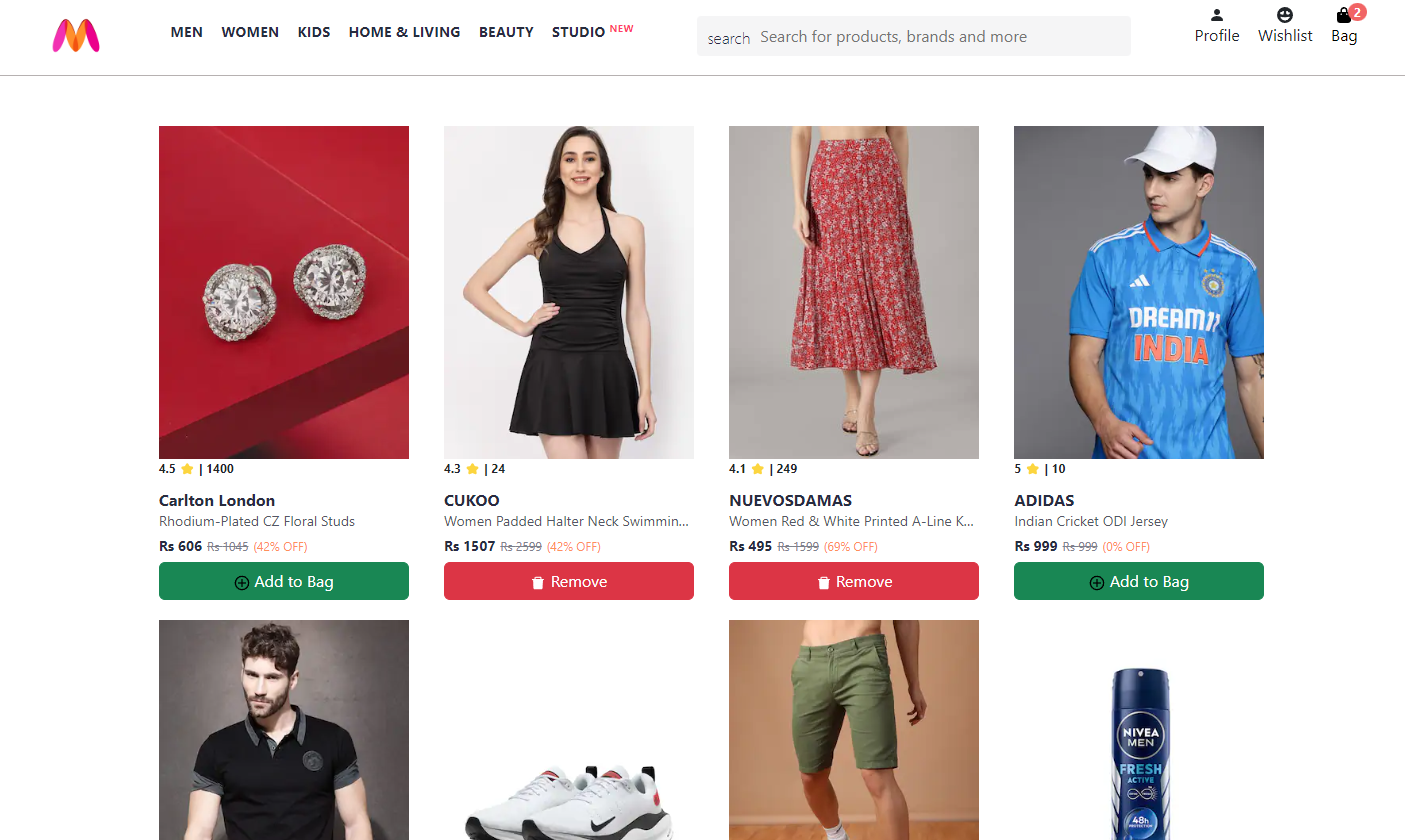 MEN WOMEN KIDS HOME & LIVING BEAUTY STUDIO NEW
search Search for products, brands and more
Profile Wishlist Bag 2
DREAM11
INDIA
4.5 ⭐ | 1400
Carlton London
Rhodium-Plated CZ Floral Studs
Rs 606 Rs 1045 (42% OFF)
Add to Bag
4.3 ⭐ | 24
CUKOO
Women Padded Halter Neck Swimmin...
Rs 1507 Rs 2599 (42% OFF)
Remove
4.1 ⭐ | 249
NUEVOSDAMAS
Women Red & White Printed A-Line K...
Rs 495 Rs 1599 (69% OFF)
Remove
5 ⭐ | 10
ADIDAS
Indian Cricket ODI Jersey
Rs 999 Rs 999 (0% OFF)
Add to Bag
NIVEA
MEN
FRESH
ACTIVE
48h